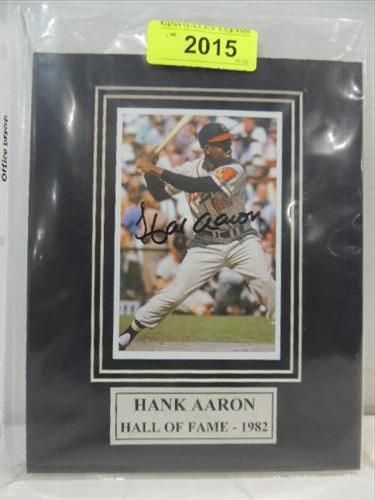 2015
Hank Aaron
HANK AARON
HALL OF FAME - 1982